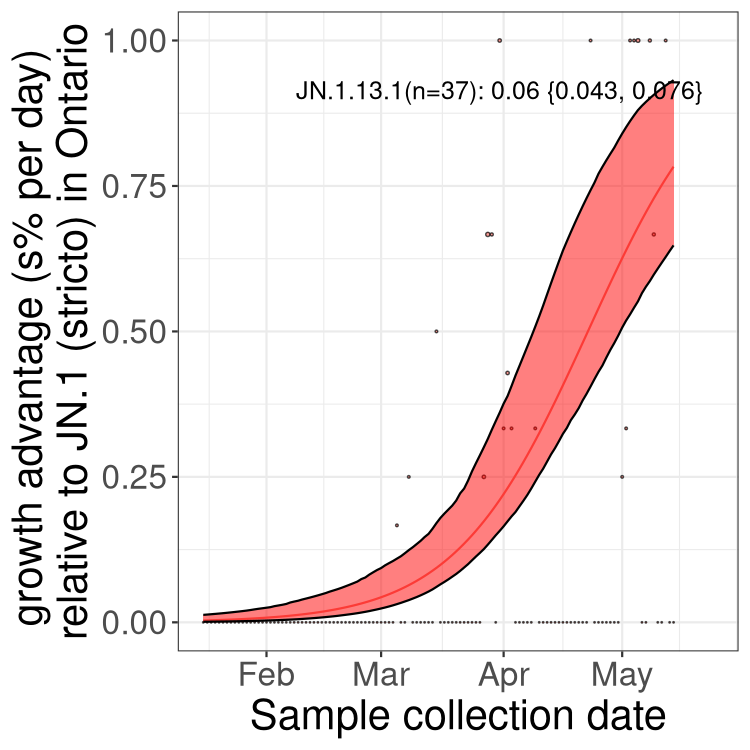 growth advantage (s% per day)
relative to JN.1 (stricto) in Ontario
1.00
0.75
0.50
0.25
0.00
JN.1.13.1(n=37): 0.06 {0.043, 0.076}
Feb Mar Apr May
Sample collection date